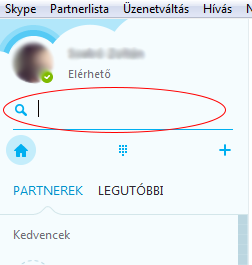 Skype Partnerlista Üzenetváltás Hívás
Elérhető
PARTNEREK LEGUTÓBBI
Kedvencek